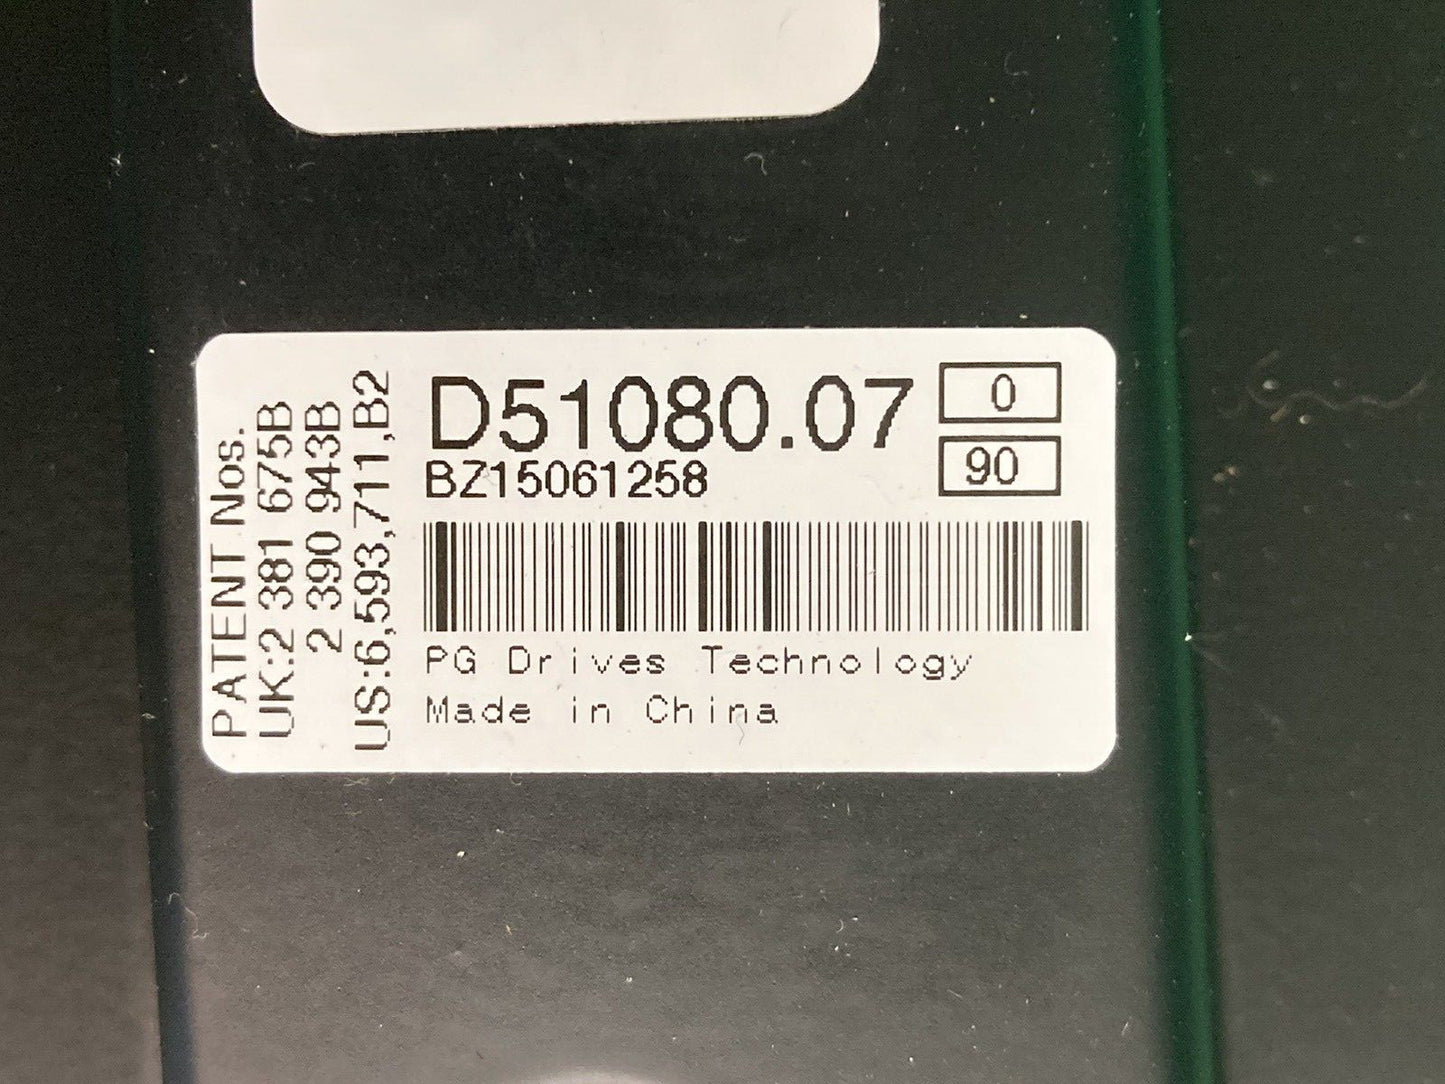 PATENT Nos.
UK:2 381 675B
2 390 943B
US:6,593,711,B2
D51080.07
0
BZ15061258
90
PG Drives Technology
Made in China